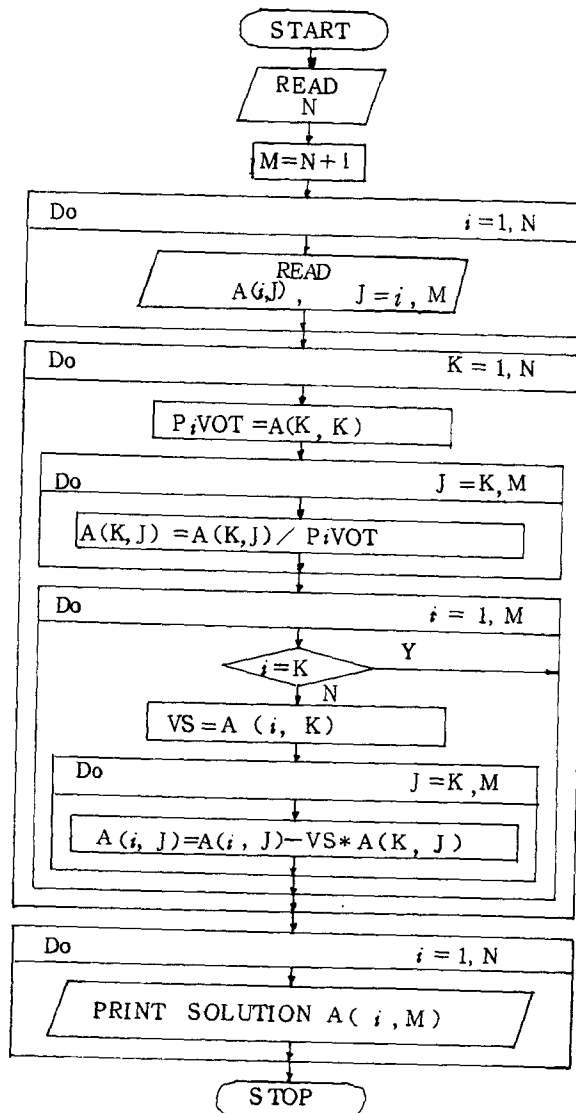 START
READ
N
M=N+1
Do i=1, N
READ
A(i,J), J=i, M
Do K=1, N
PiVOT=A(K, K)
Do J=K, M
A(K,J)=A(K,J)/ PiVOT
Do i=1, M
i=K Y
N
VS=A (i, K)
Do J=K, M
A(i, J)=A(i, J)-VS*A(K, J)
Do i=1, N
PRINT SOLUTION A( i, M)
STOP